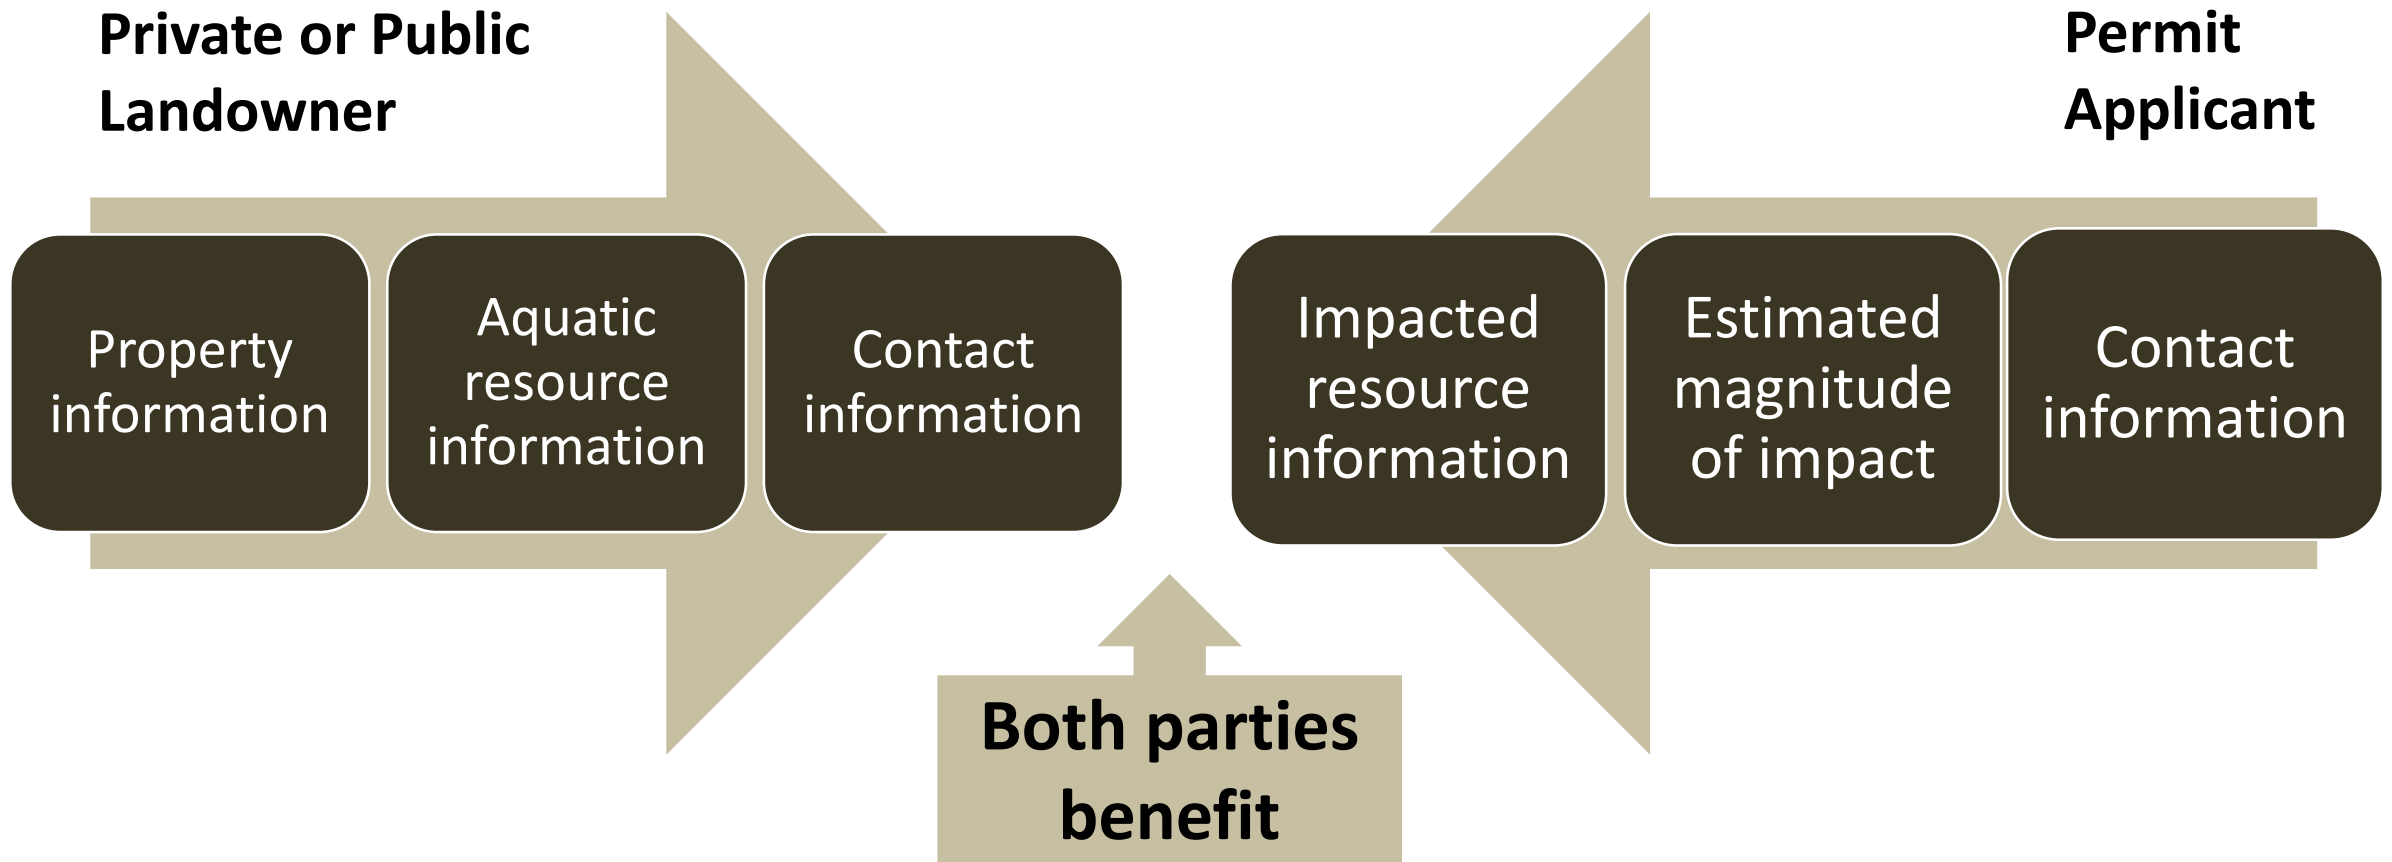 Private or Public
Landowner
Permit
Applicant
Property
information
Aquatic
resource
information
Contact
information
Impacted
resource
information
Estimated
magnitude
of impact
Contact
information
Both parties
benefit